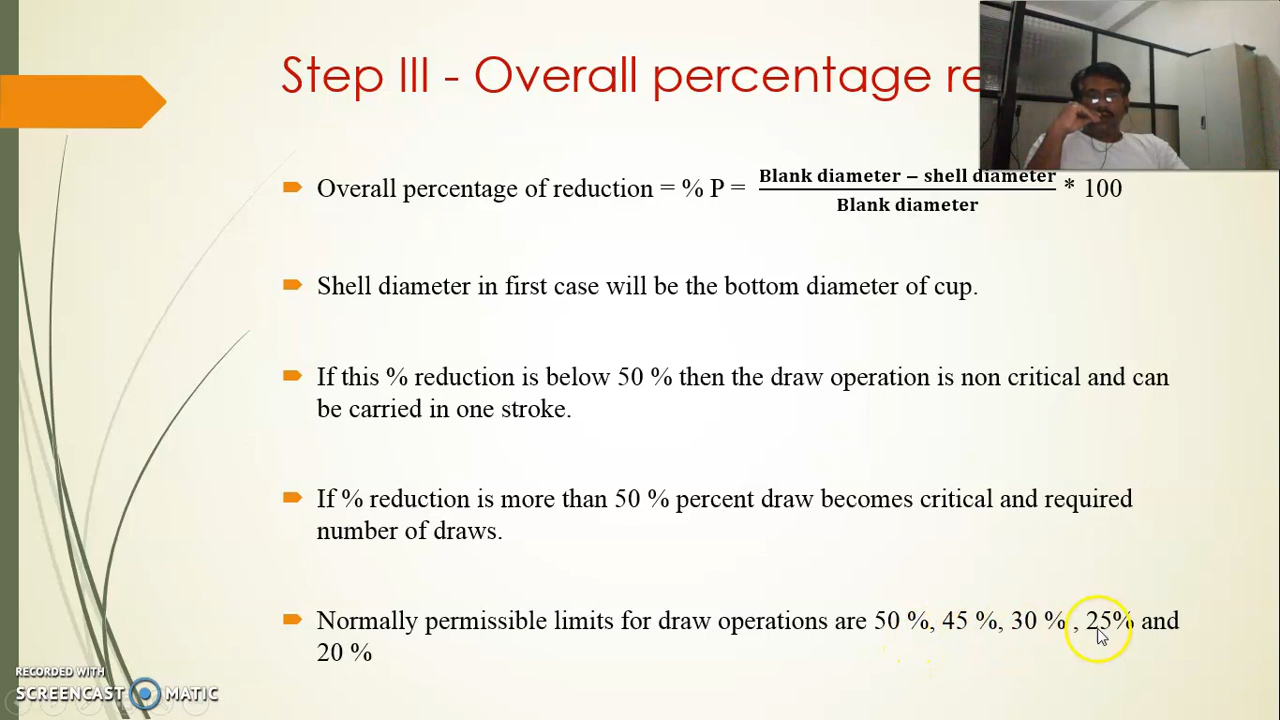 Step III - Overall percentage re
Overall percentage of reduction = % P = Blank diameter – shell diameter / Blank diameter * 100
Shell diameter in first case will be the bottom diameter of cup.
If this % reduction is below 50 % then the draw operation is non critical and can
be carried in one stroke.
If % reduction is more than 50 % percent draw becomes critical and required
number of draws.
Normally permissible limits for draw operations are 50 %, 45 %, 30 % , 25% and
20 %
RECORDED WITH
SCREENCAST MATIC